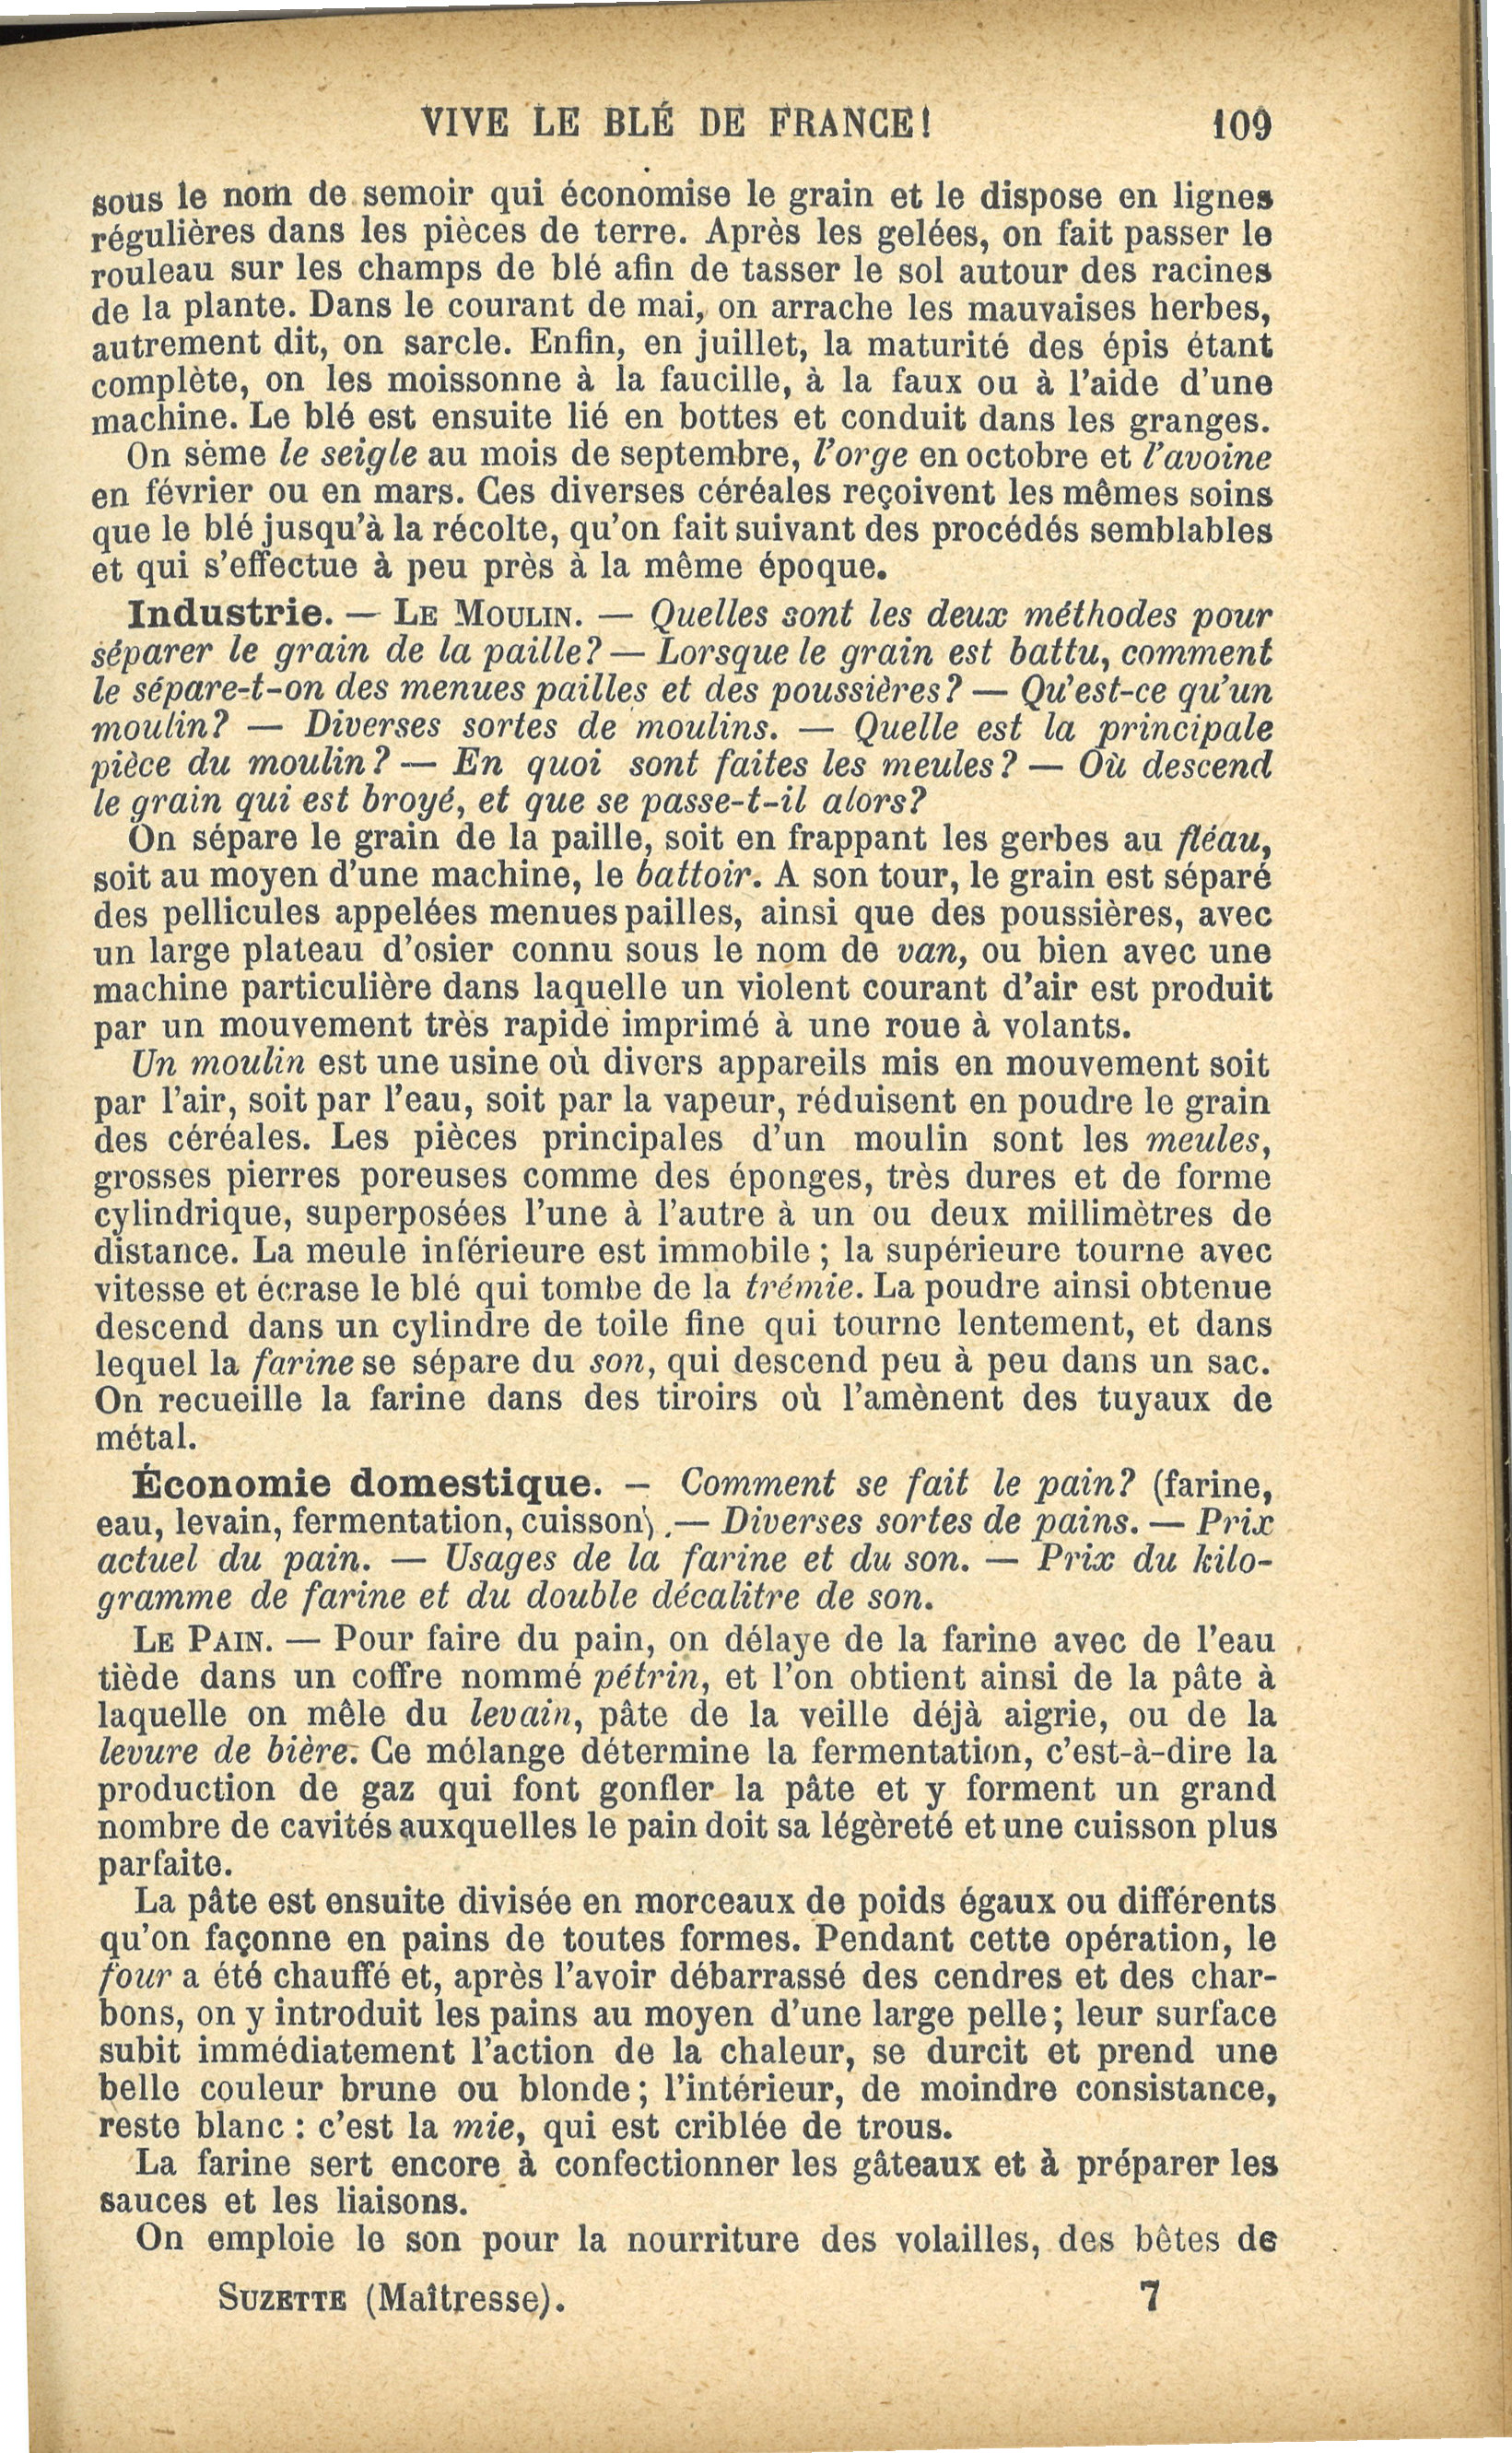 VIVE LE BLÉ DE FRANCE! 109
sous le nom de semoir qui économise le grain et le dispose en lignes
régulières dans les pièces de terre. Après les gelées, on fait passer le
rouleau sur les champs de blé afin de tasser le sol autour des racines
de la plante. Dans le courant de mai, on arrache les mauvaises herbes,
autrement dit, on sarcle. Enfin, en juillet, la maturité des épis étant
complète, on les moissonne à la faucille, à la faux ou à l'aide d'une
machine. Le blé est ensuite lié en bottes et conduit dans les granges.
On sème le seigle au mois de septembre, l'orge en octobre et l'avoine
en février ou en mars. Ces diverses céréales reçoivent les mêmes soins
que le blé jusqu'à la récolte, qu'on fait suivant des procédés semblables
et qui s'effectue à peu près à la même époque.
Industrie. — LE MOULIN. — Quelles sont les deux méthodes pour
séparer le grain de la paille? — Lorsque le grain est battu, comment
le sépare-t-on des menues pailles et des poussières? — Qu'est-ce qu'un
moulin? — Diverses sortes de moulins. — Quelle est la principale
pièce du moulin? — En quoi sont faites les meules? — Où descend
le grain qui est broyé, et que se passe-t-il alors?
On sépare le grain de la paille, soit en frappant les gerbes au fléau,
soit au moyen d'une machine, le battoir. A son tour, le grain est séparé
des pellicules appelées menues pailles, ainsi que des poussières, avec
un large plateau d'osier connu sous le nom de van, ou bien avec une
machine particulière dans laquelle un violent courant d'air est produit
par un mouvement très rapide imprimé à une roue à volants.
Un moulin est une usine où divers appareils mis en mouvement soit
par l'air, soit par l'eau, soit par la vapeur, réduisent en poudre le grain
des céréales. Les pièces principales d'un moulin sont les meules,
grosses pierres poreuses comme des éponges, très dures et de forme
cylindrique, superposées l'une à l'autre à un ou deux millimètres de
distance. La meule inférieure est immobile ; la supérieure tourne avec
vitesse et écrase le blé qui tombe de la trémie. La poudre ainsi obtenue
descend dans un cylindre de toile fine qui tourne lentement, et dans
lequel la farine se sépare du son, qui descend peu à peu dans un sac.
On recueille la farine dans des tiroirs où l'amènent des tuyaux de
métal.
Économie domestique. — Comment se fait le pain? (farine,
eau, levain, fermentation, cuisson). — Diverses sortes de pains. — Prix
actuel du pain. — Usages de la farine et du son. — Prix du kilo-
gramme de farine et du double décalitre de son.
LE PAIN. — Pour faire du pain, on délaye de la farine avec de l'eau
tiède dans un coffre nommé pétrin, et l'on obtient ainsi de la pâte à
laquelle on mêle du levain, pâte de la veille déjà aigrie, ou de la
levure de bière. Ce mélange détermine la fermentation, c'est-à-dire la
production de gaz qui font gonfler la pâte et y forment un grand
nombre de cavités auxquelles le pain doit sa légèreté et une cuisson plus
parfaite.
La pâte est ensuite divisée en morceaux de poids égaux ou différents
qu'on façonne en pains de toutes formes. Pendant cette opération, le
four a été chauffé et, après l'avoir débarrassé des cendres et des char-
bons, on y introduit les pains au moyen d'une large pelle; leur surface
subit immédiatement l'action de la chaleur, se durcit et prend une
belle couleur brune ou blonde; l'intérieur, de moindre consistance,
reste blanc : c'est la mie, qui est criblée de trous.
La farine sert encore à confectionner les gâteaux et à préparer les
sauces et les liaisons.
On emploie le son pour la nourriture des volailles, des bêtes de
SUZETTE (Maîtresse). 7